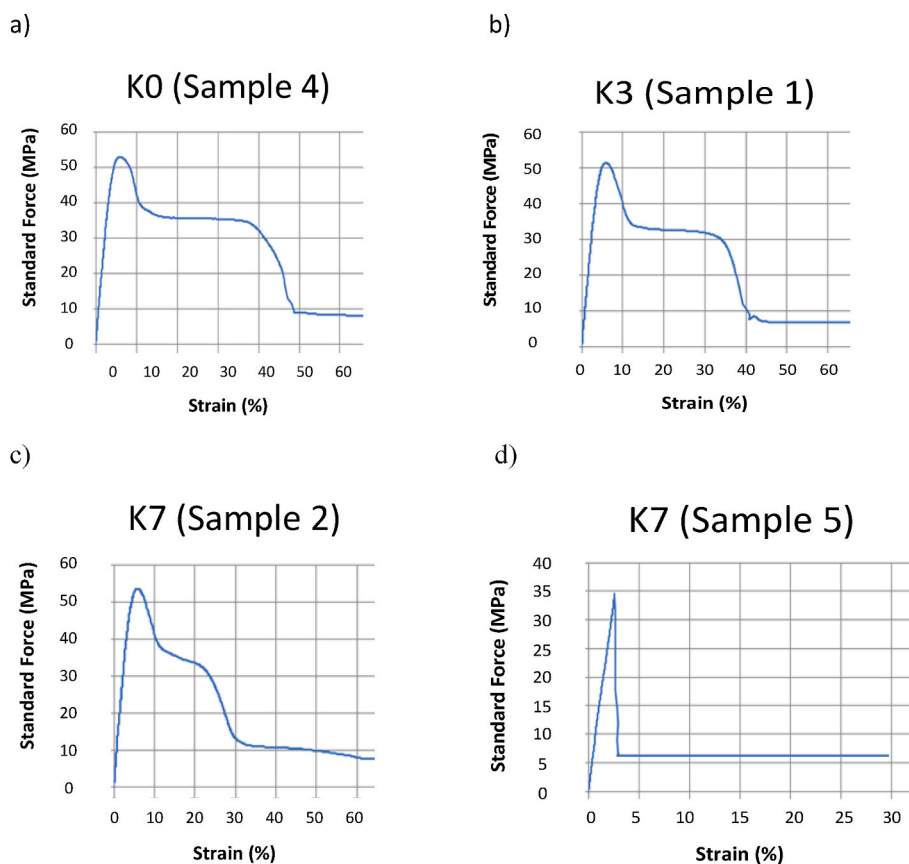 a)
K0 (Sample 4)
Standard Force (MPa)
60
50
40
30
20
10
0
0 10 20 30 40 50 60
Strain (%)
b)
K3 (Sample 1)
Standard Force (MPa)
60
50
40
30
20
10
0
0 10 20 30 40 50 60
Strain (%)
c)
K7 (Sample 2)
Standard Force (MPa)
60
50
40
30
20
10
0
0 10 20 30 40 50 60
Strain (%)
d)
K7 (Sample 5)
Standard Force (MPa)
40
35
30
25
20
15
10
5
0
0 5 10 15 20 25 30
Strain (%)